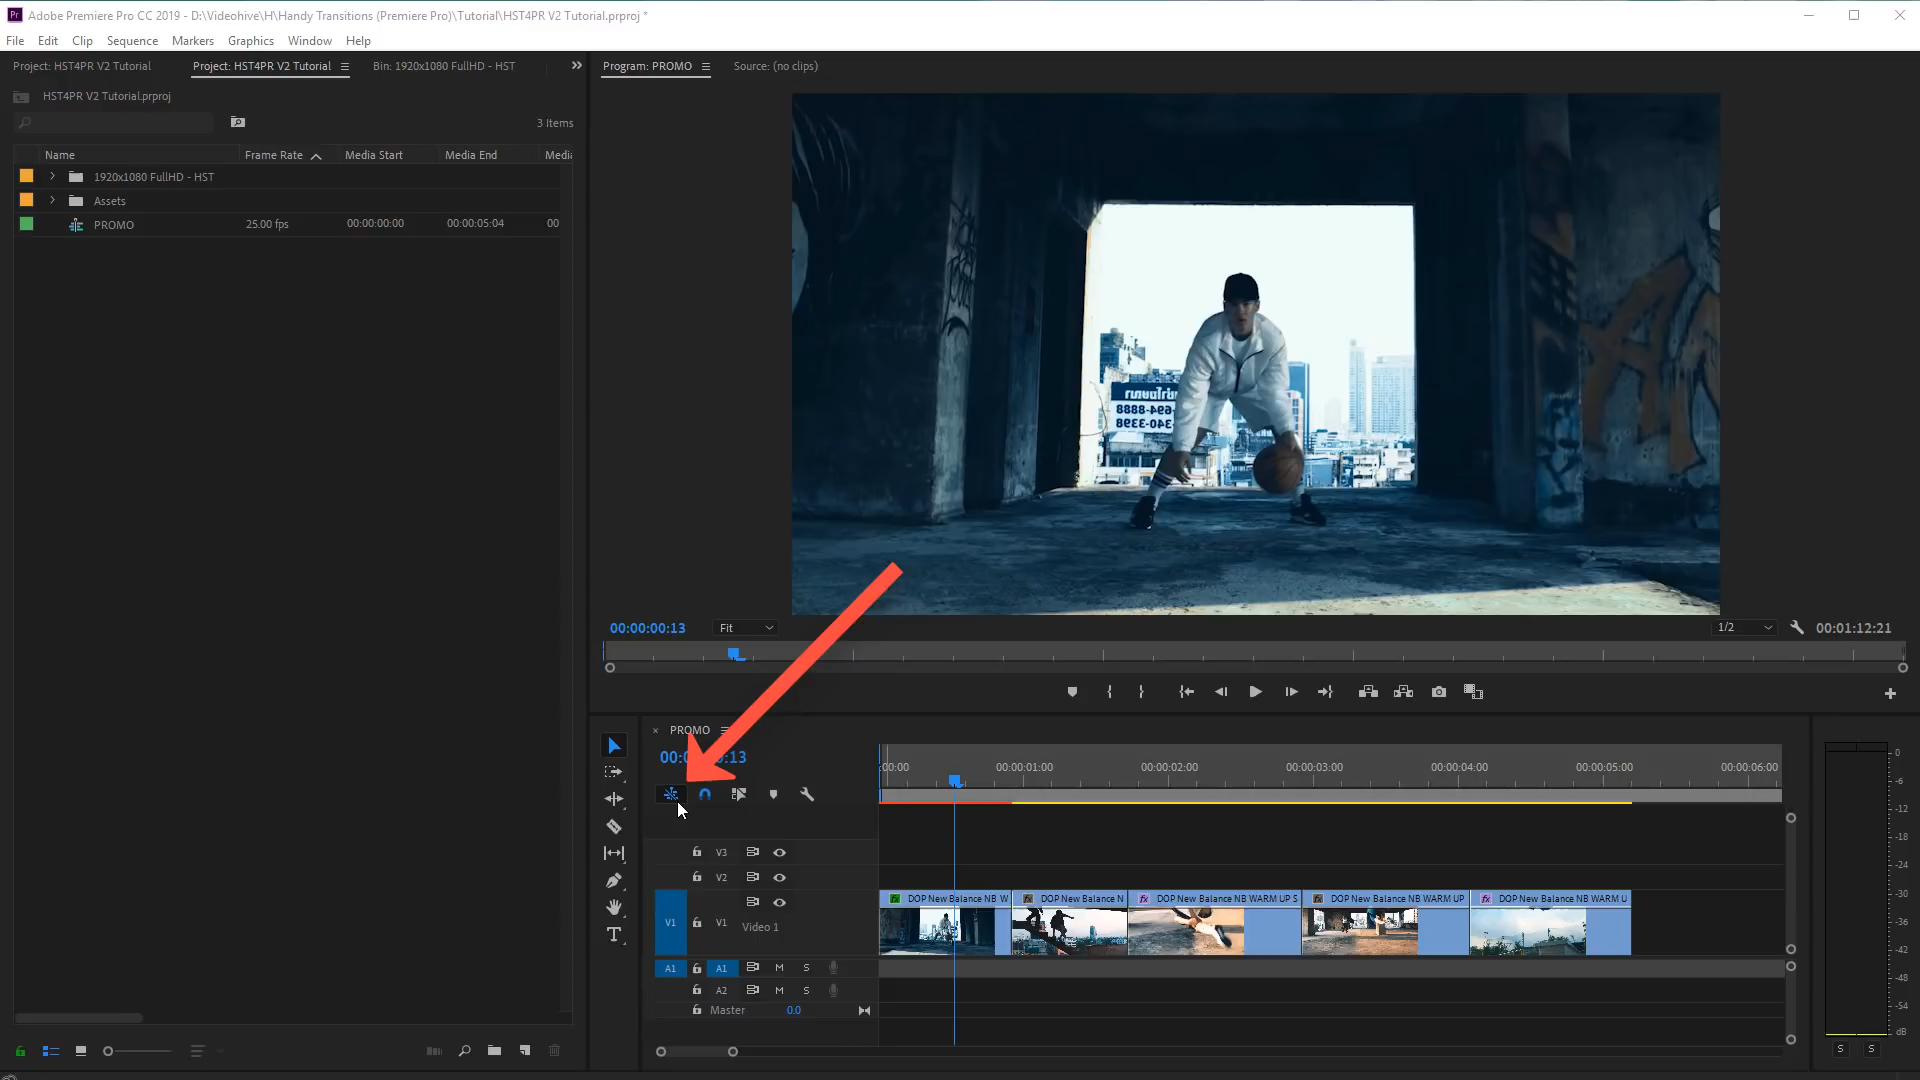 Adobe Premiere Pro CC 2019 - D:\Videohive\H\Handy Transitions (Premiere Pro)\Tutorial\HST4PR V2 Tutorial.prproj *
File Edit Clip Sequence Markers Graphics Window Help
Project: HST4PR V2 Tutorial
Project: HST4PR V2 Tutorial
Bin: 1920x1080 FullHD - HST
Program: PROMO
Source: (no clips)
HST4PR V2 Tutorial.prproj
3 Items
Name Frame Rate Media Start Media End Media
1920x1080 FullHD - HST
Assets
PROMO 25.00 fps 00:00:00:00 00:00:05:04 00
00:00:00:13
Fit
1/2
00:01:12:21
PROMO
:13
:00:00 00:00:01:00 00:00:02:00 00:00:03:00 00:00:04:00 00:00:05:00 00:00:06:00
V3
V2
DOP New Balance NB W
DOP New Balance N
DOP New Balance NB WARM UP S
DOP New Balance NB WARM UP
DOP New Balance NB WARM U
V1 V1 Video 1
A1 A1 M S
A2 M S
Master 0.0
0
-6
-12
-18
-24
-30
-36
-42
-48
-54
dB
S S